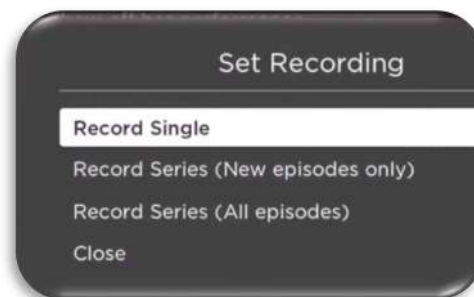 Set Recording
Record Single
Record Series (New episodes only)
Record Series (All episodes)
Close